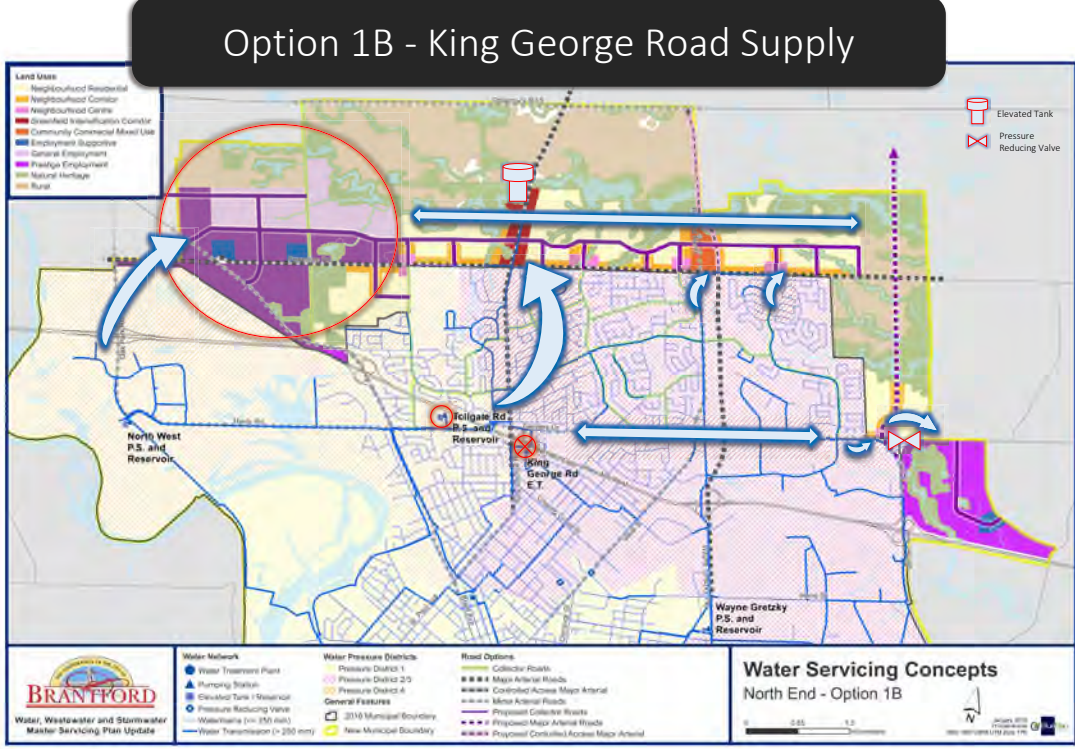 Option 1B - King George Road Supply
Land Uses
Neighbourhood Residential
Neighbourhood Corridor
Neighbourhood Centre
Greenfield Intensification Corridor
Community Commercial Mixed Use
Employment Supportive
General Employment
Prestige Employment
Natural Heritage
Rural
Elevated Tank
Pressure
Reducing Valve
Hardy Rd
Tollgate Rd
P.S. and
Reservoir
North West
P.S. and
Reservoir
King
George Rd
E.T.
Wayne Gretzky
P.S. and
Reservoir
BRANTFORD
Water, Wastewater and Stormwater
Master Servicing Plan Update
Water Network
Water Treatment Plant
Pumping Station
Elevated Tank / Reservoir
Pressure Reducing Valve
Watermains (<= 350 mm)
Water Transmission (> 350 mm)
Water Pressure Districts
Pressure District 1
Pressure District 2/3
Pressure District 4
General Features
2016 Municipal Boundary
New Municipal Boundary
Road Options
Collector Roads
Major Arterial Roads
Controlled Access Major Arterial
Minor Arterial Roads
Proposed Collector Roads
Proposed Major Arterial Roads
Proposed Controlled Access Major Arterial
Water Servicing Concepts
North End - Option 1B
N